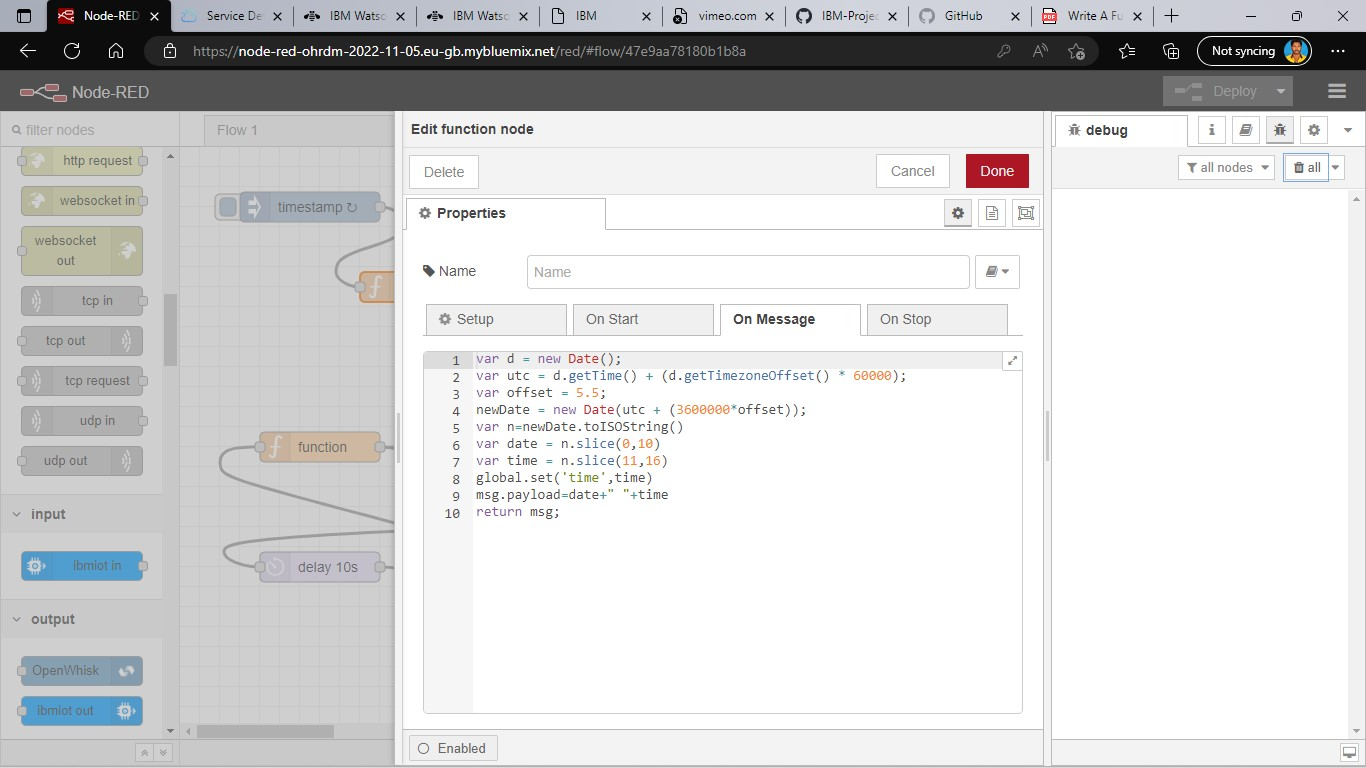 Node-RED
Service De
IBM Watso
IBM Watso
IBM
vimeo.com
IBM-Projec
GitHub
Write A Fu
https://node-red-ohrdm-2022-11-05.eu-gb.mybluemix.net/red/#flow/47e9aa78180b1b8a
Not syncing
Node-RED
Deploy
filter nodes
http request
websocket in
websocket
out
tcp in
tcp out
tcp request
udp in
udp out
input
ibmiot in
output
OpenWhisk
ibmiot out
Flow 1
timestamp ↻
function
delay 10s
Edit function node
Delete
Cancel
Done
Properties
Name
Name
Setup
On Start
On Message
On Stop
1 var d = new Date();
2 var utc = d.getTime() + (d.getTimezoneOffset() * 60000);
3 var offset = 5.5;
4 newDate = new Date(utc + (3600000*offset));
5 var n=newDate.toISOString()
6 var date = n.slice(0,10)
7 var time = n.slice(11,16)
8 global.set('time',time)
9 msg.payload=date+" "+time
10 return msg;
Enabled
debug
all nodes
all